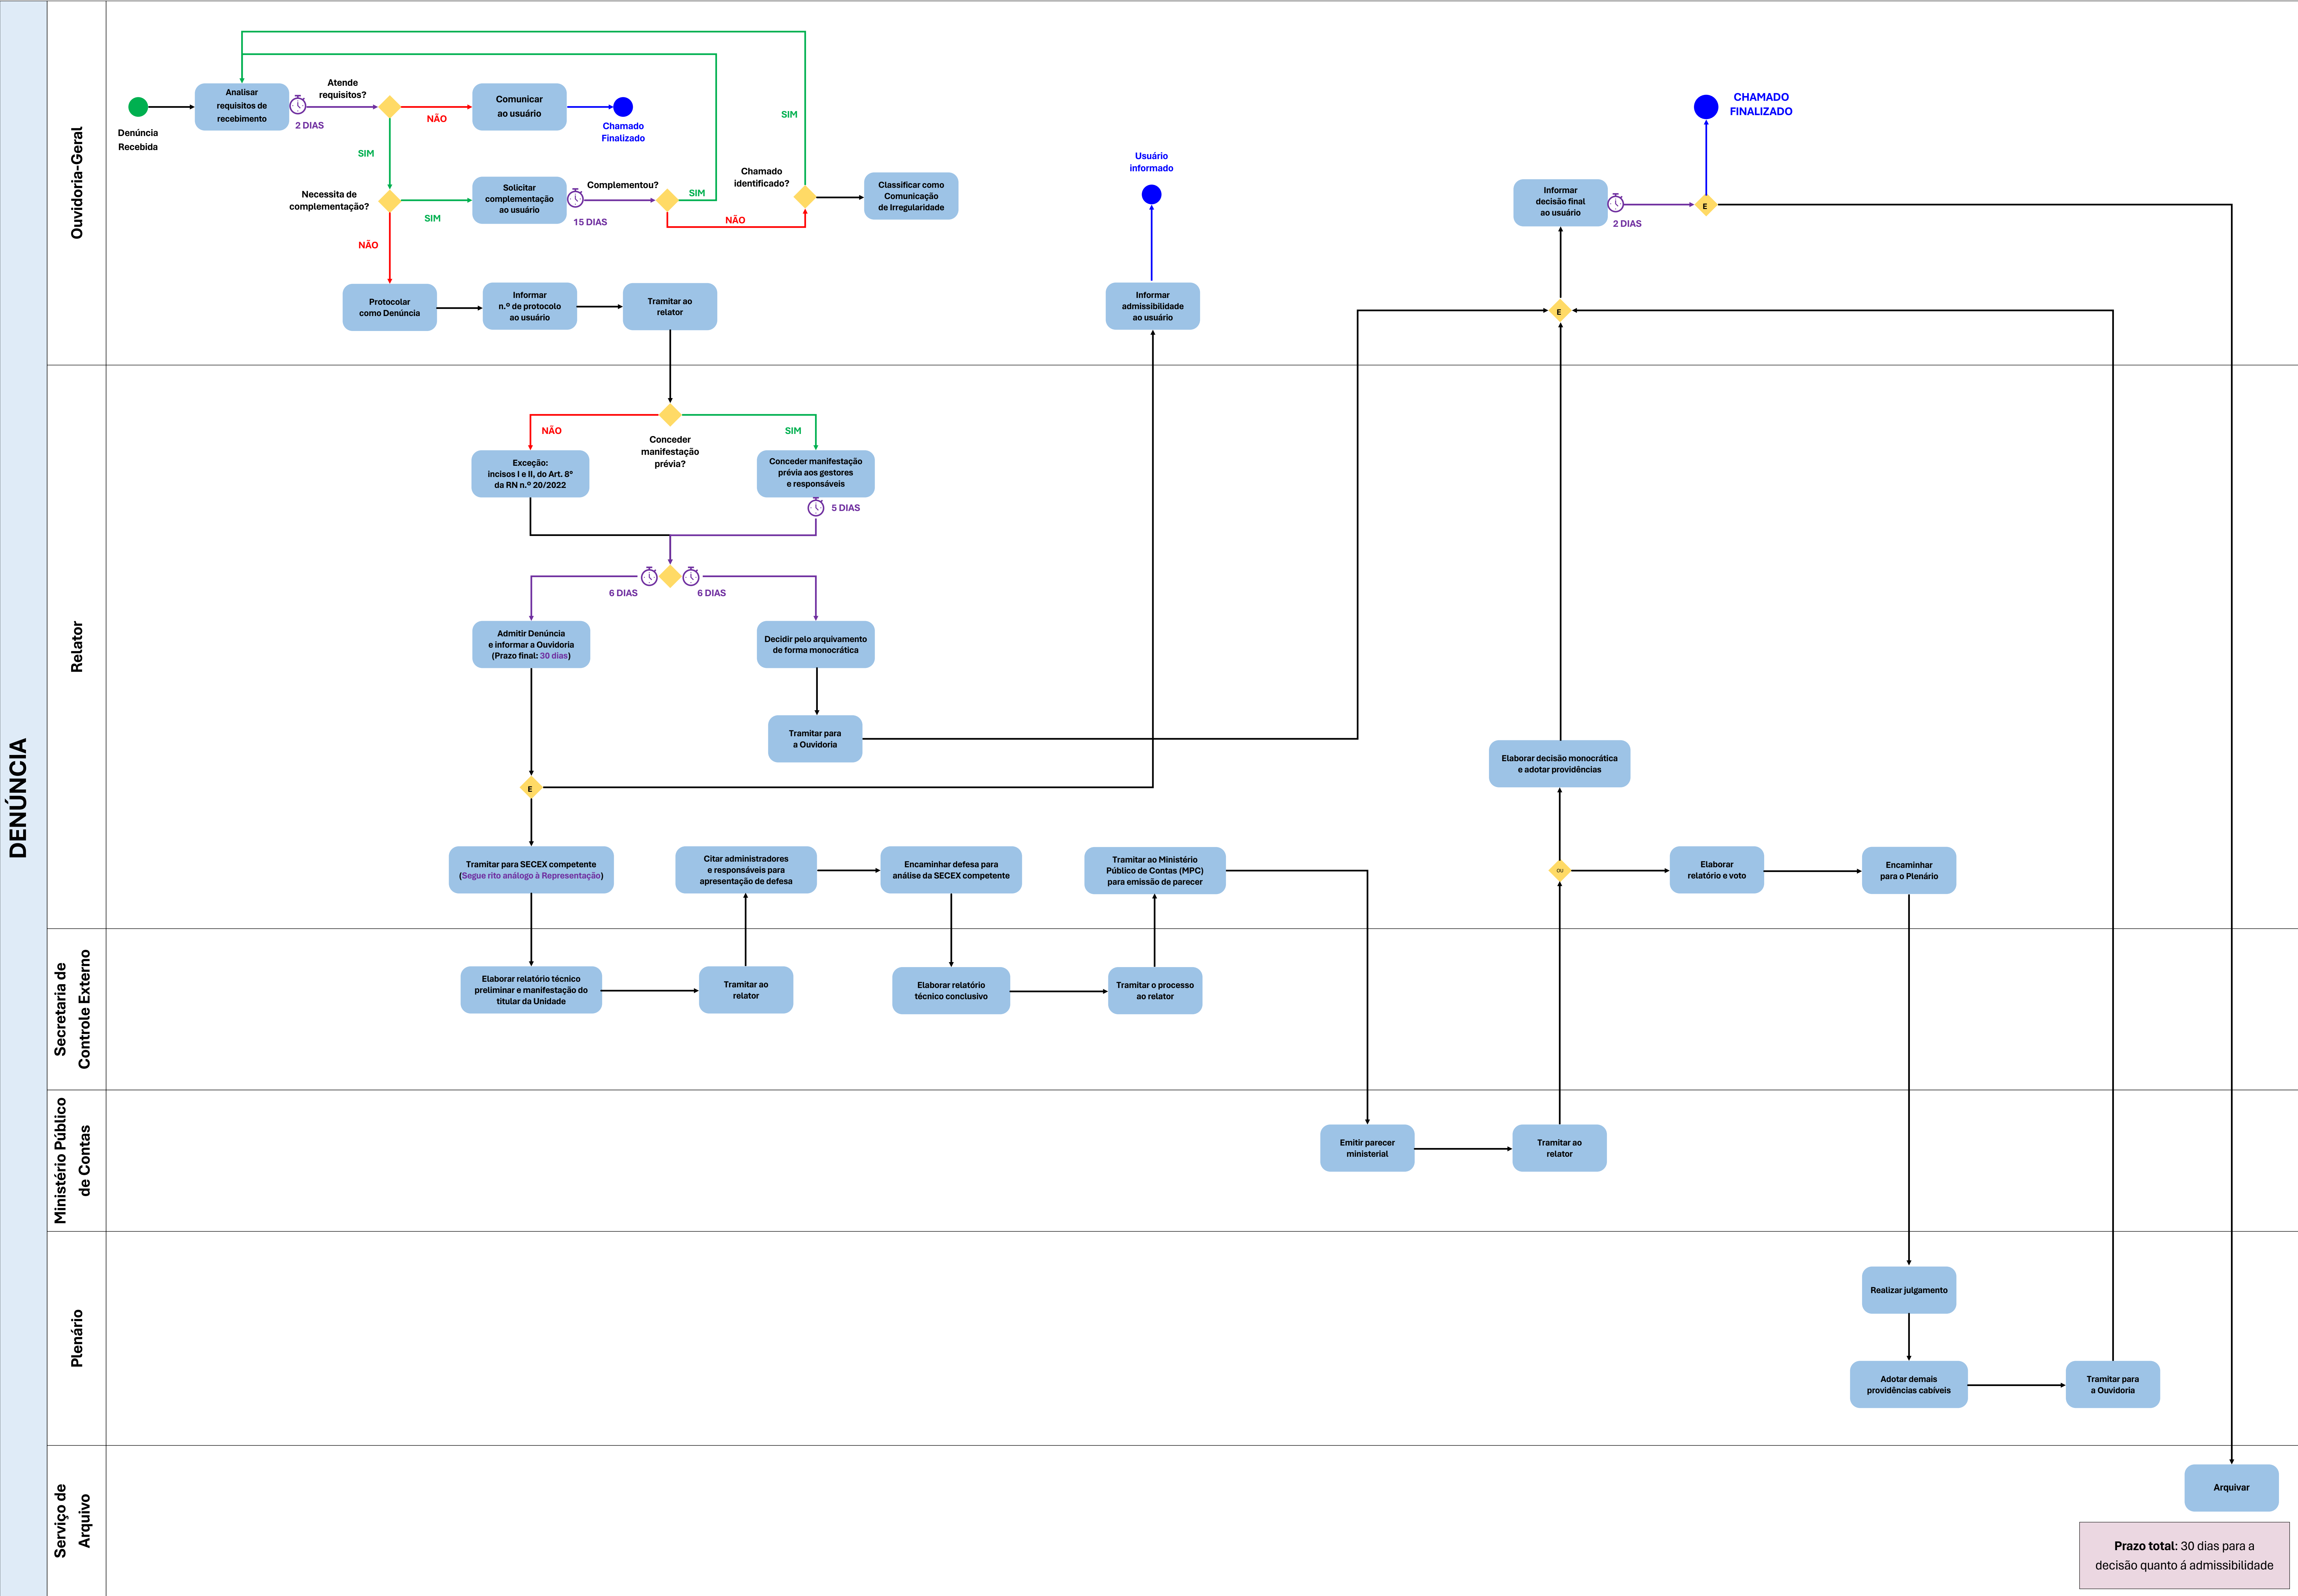 DENÚNCIA
Ouvidoria-Geral
Denúncia
Recebida
Analisar
requisitos de
recebimento
2 DIAS
Atende
requisitos?
NÃO
Comunicar
ao usuário
Chamado
Finalizado
SIM
Necessita de
complementação?
SIM
Solicitar
complementação
ao usuário
15 DIAS
Complementou?
SIM
NÃO
Chamado
identificado?
SIM
Classificar como
Comunicação
de Irregularidade
NÃO
Protocolar
como Denúncia
Informar
n.º de protocolo
ao usuário
Tramitar ao
relator
Usuário
informado
Informar
admissibilidade
ao usuário
Informar
decisão final
ao usuário
2 DIAS
E
CHAMADO
FINALIZADO
E
Relator
NÃO
Conceder
manifestação
prévia?
SIM
Exceção:
incisos I e II, do Art. 8°
da RN n.º 20/2022
Conceder manifestação
prévia aos gestores
e responsáveis
5 DIAS
6 DIAS
6 DIAS
Admitir Denúncia
e informar a Ouvidoria
(Prazo final: 30 dias)
Decidir pelo arquivamento
de forma monocrática
Tramitar para
a Ouvidoria
E
Elaborar decisão monocrática
e adotar providências
Tramitar para SECEX competente
(Segue rito análogo à Representação)
Citar administradores
e responsáveis para
apresentação de defesa
Encaminhar defesa para
análise da SECEX competente
Tramitar ao Ministério
Público de Contas (MPC)
para emissão de parecer
OU
Elaborar
relatório e voto
Encaminhar
para o Plenário
Secretaria de
Controle Externo
Elaborar relatório técnico
preliminar e manifestação do
titular da Unidade
Tramitar ao
relator
Elaborar relatório
técnico conclusivo
Tramitar o processo
ao relator
Ministério Público
de Contas
Emitir parecer
ministerial
Tramitar ao
relator
Plenário
Realizar julgamento
Adotar demais
providências cabíveis
Tramitar para
a Ouvidoria
Serviço de
Arquivo
Arquivar
Prazo total: 30 dias para a
decisão quanto á admissibilidade